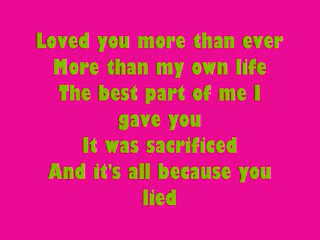 Loved you more than ever
More than my own life
The best part of me I
gave you
It was sacrificed
And it's all because you
lied